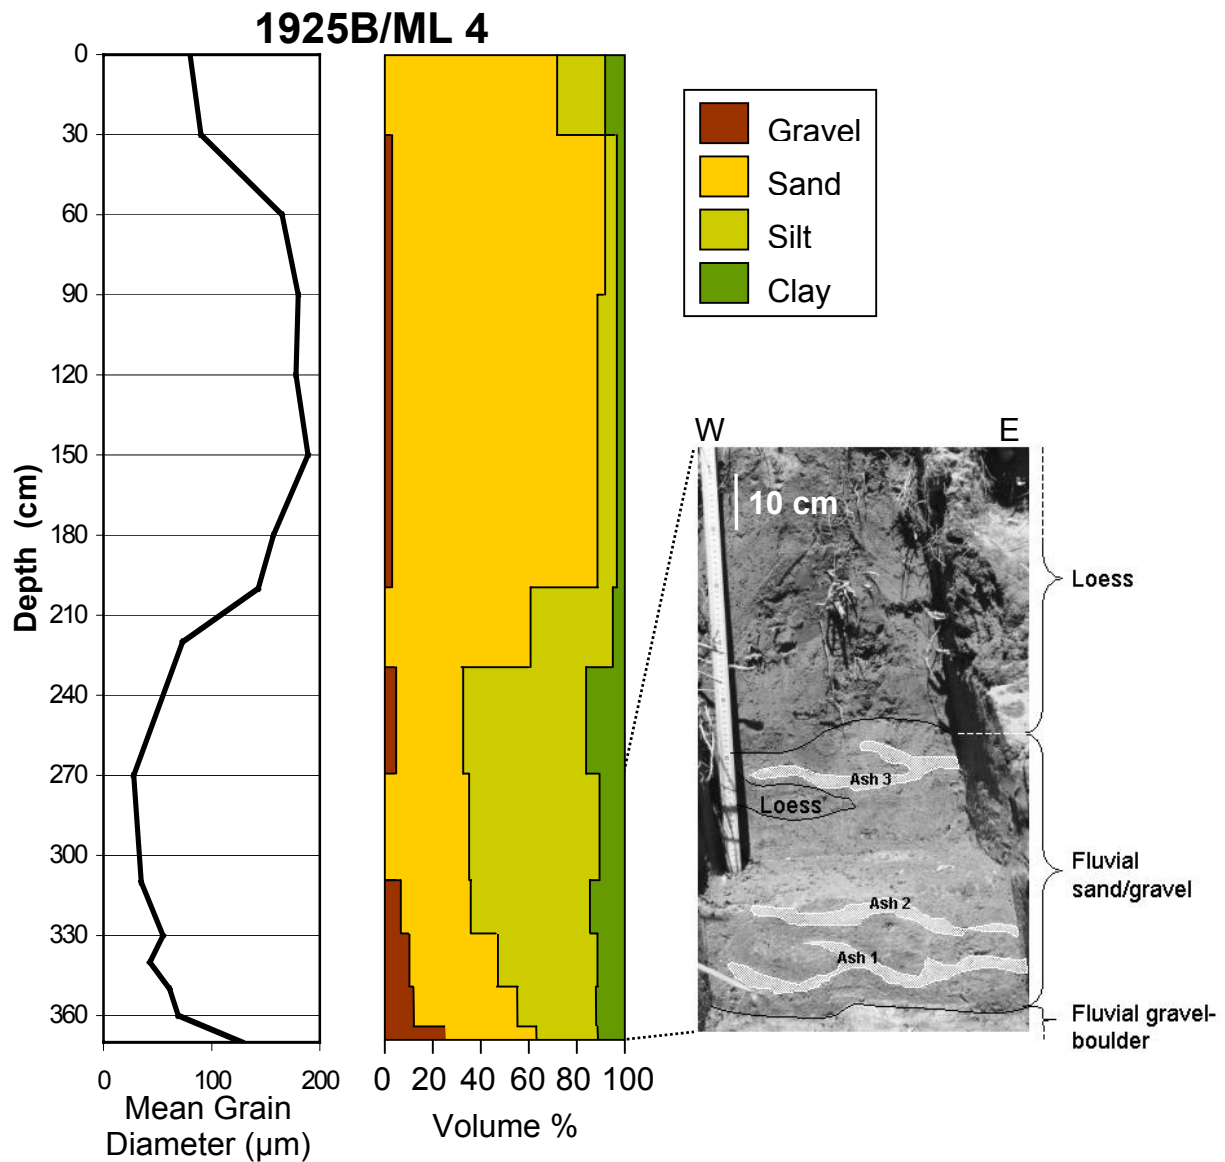 1925B/ML 4
0
30
60
90
120
150
180
210
240
270
300
330
360
Depth (cm)
0 100 200
Mean Grain
Diameter (µm)
0 20 40 60 80 100
Volume %
Gravel
Sand
Silt
Clay
W E
10 cm
Ash 3
Loess
Ash 2
Ash 1
Loess
Fluvial
sand/gravel
Fluvial gravel-
boulder